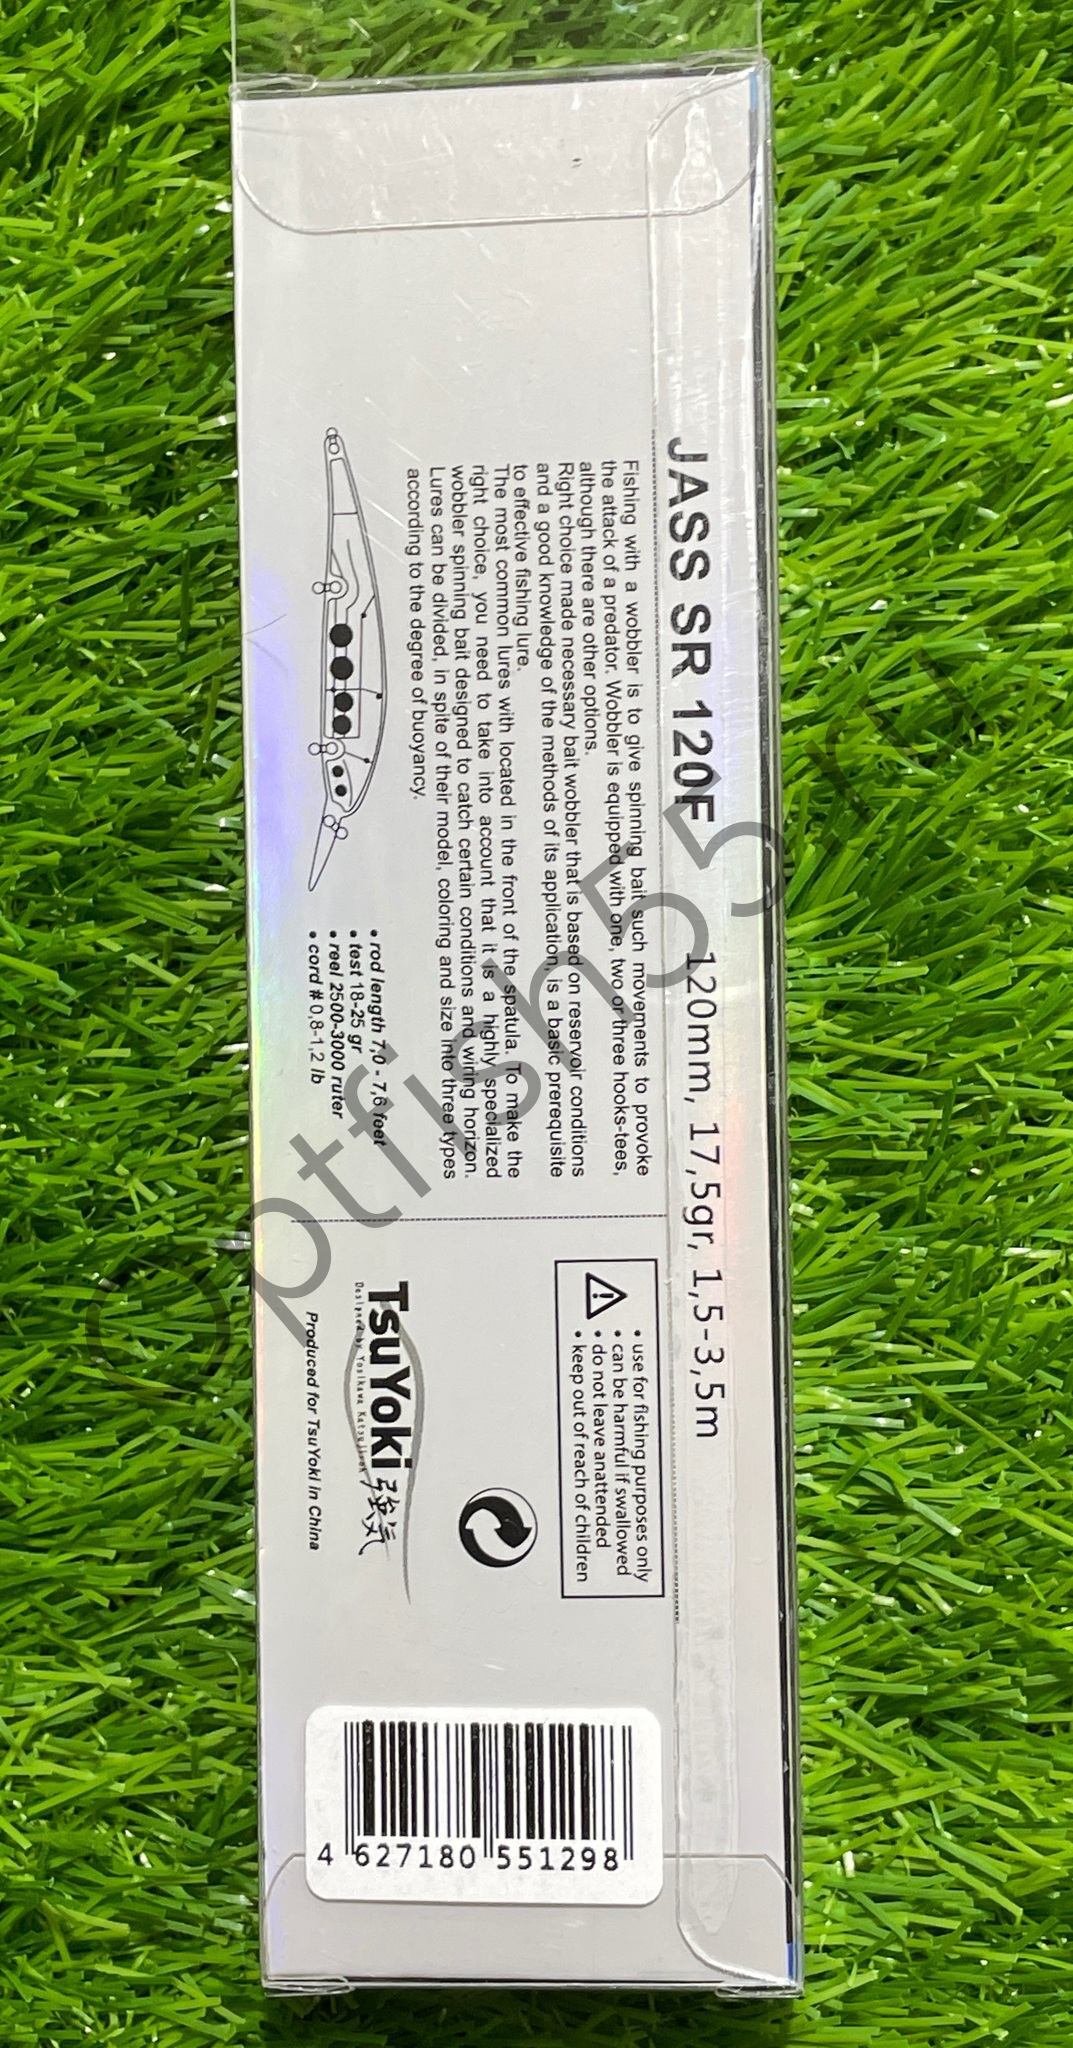 JASS SR 120F 120mm, 17,5gr, 1,5-3,5m
Fishing with a wobbler is to give spinning bait such movements to provoke
the attack of a predator. Wobbler is equipped with one, two or three hooks-tees,
although there are other options.
Right choice made necessary bait wobbler that is based on reservoir conditions
and a good knowledge of the methods of its application, is a basic prerequisite
to effective fishing lure.
The most common lures with located in the front of the spatula. To make the
right choice, you need to take into account that it is a highly specialized
wobbler spinning bait designed to catch certain conditions and wiring horizon.
Lures can be divided, in spite of their model, coloring and size into three types
according to the degree of buoyancy.
• rod length 7,0 - 7,6 feet
• test 18-25 gr
• reel 2500-3000 ruter
• cord # 0,8-1,2 lb
• use for fishing purposes only
• can be harmful if swallowed
• do not leave anattended
• keep out of reach of children
TsuYoki 強気
Designed by Yosikawa
Produced for TsuYoki in China
4 627180 551298
optfish55.ru